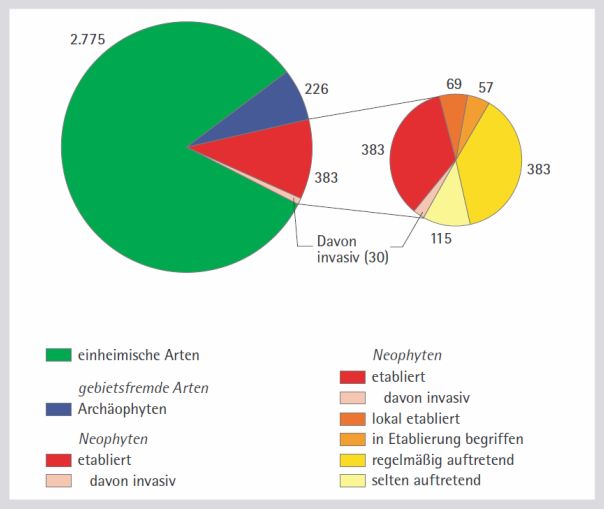 2.775
226
383
69
57
383
383
115
Davon
invasiv (30)
einheimische Arten
gebietsfremde Arten
Archäophyten
Neophyten
etabliert
davon invasiv
Neophyten
etabliert
davon invasiv
lokal etabliert
in Etablierung begriffen
regelmäßig auftretend
selten auftretend